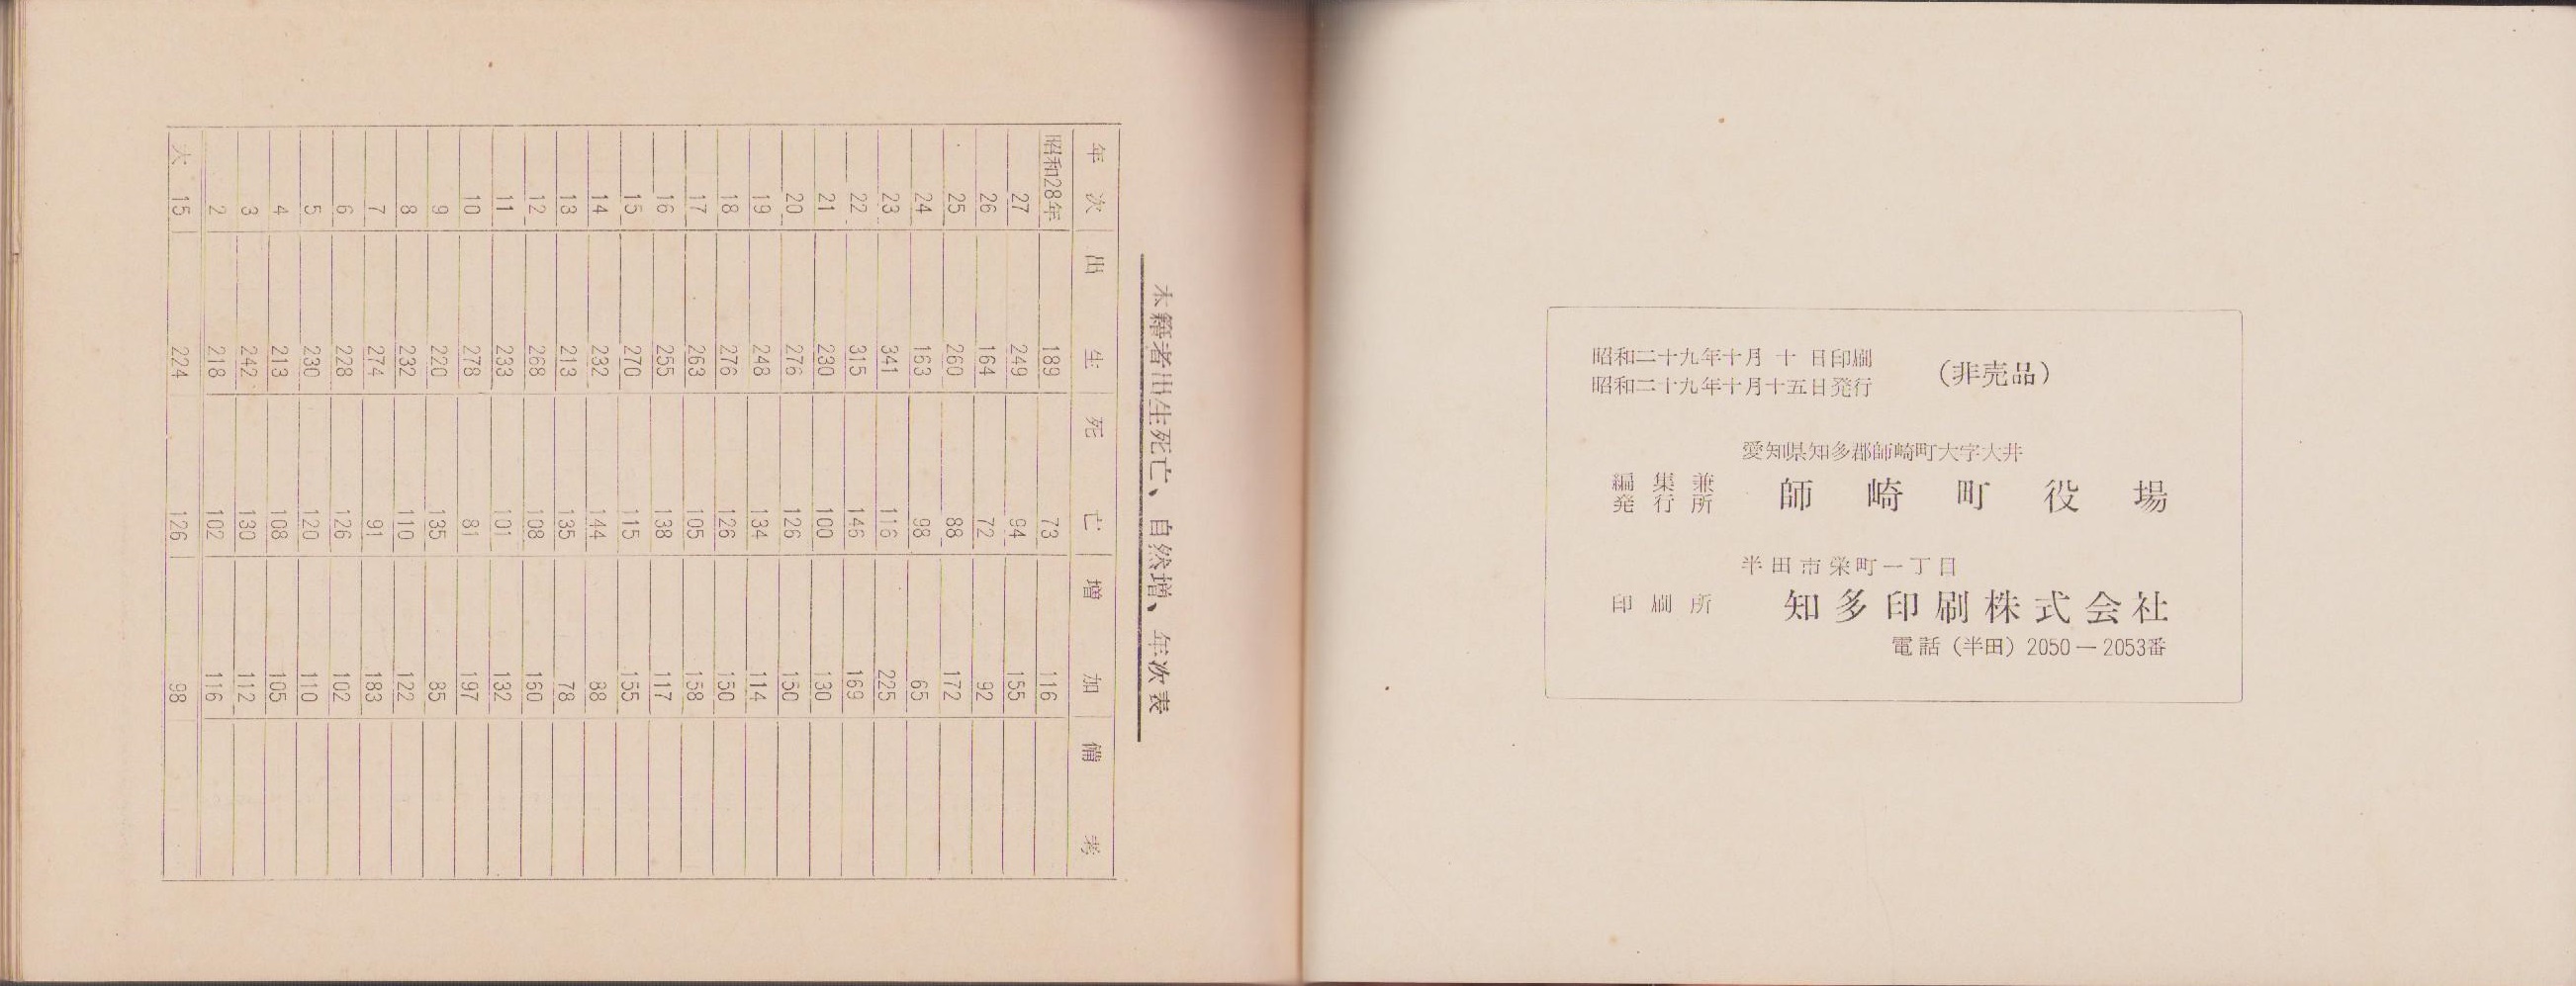 本籍者出生死亡、自然増、年次表
年次 出生 死亡 増加 備考
昭和28年 189 73 116
27 249 94 155
26 164 72 92
25 260 88 172
24 163 98 65
23 341 116 225
22 315 146 169
21 230 100 130
20 276 126 150
19 248 134 114
18 276 126 150
17 263 105 158
16 255 138 117
15 270 115 155
14 232 144 88
13 213 135 78
12 268 108 160
11 233 101 132
10 278 81 197
9 220 135 85
8 232 110 122
7 274 91 183
6 228 126 102
5 230 120 110
4 213 108 105
3 242 130 112
2 218 102 116
大 15 224 126 98
昭和二十九年十月 十 日印刷
昭和二十九年十月十五日発行
(非売品)
愛知県知多郡師崎町大字大井
編集兼
発行所
師崎町役場
半田市栄町一丁目
印刷所 知多印刷株式会社
電話(半田)2050―2053番